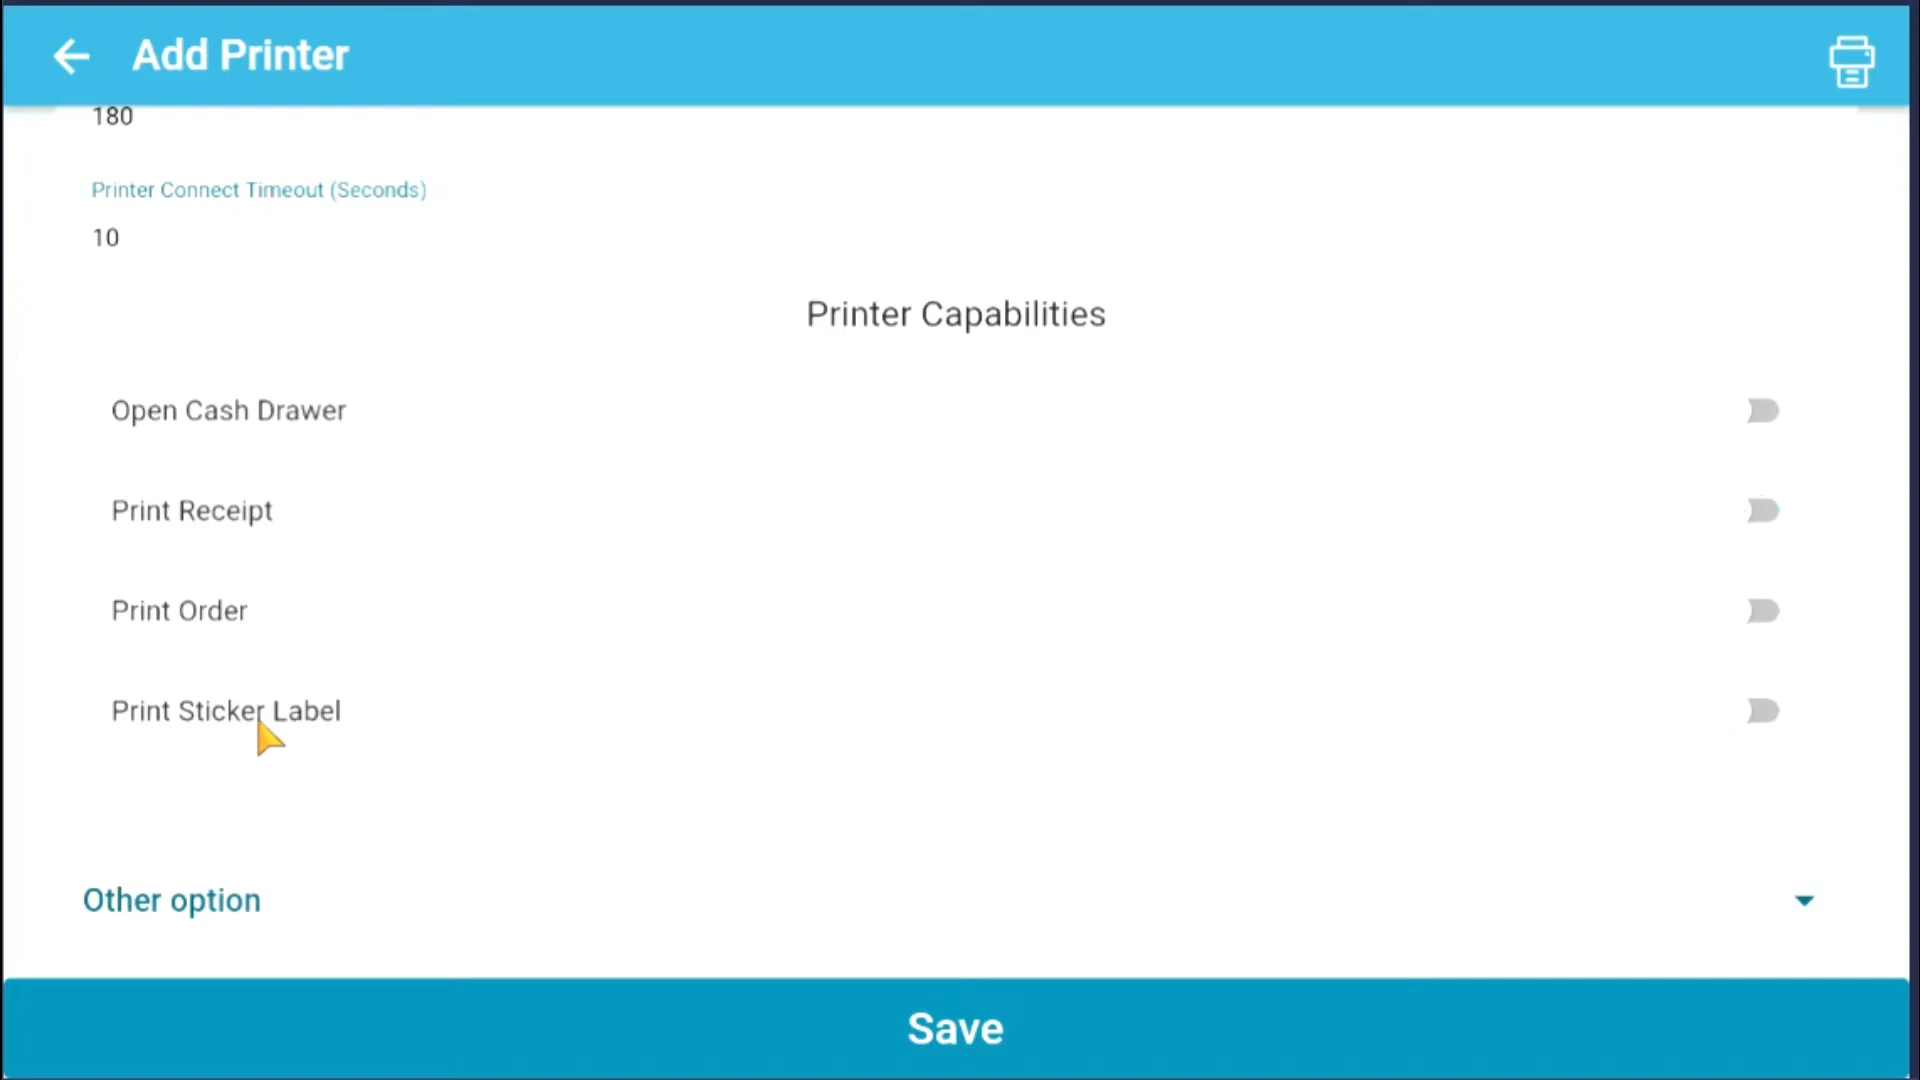 Add Printer
180
Printer Connect Timeout (Seconds)
10
Printer Capabilities
Open Cash Drawer
Print Receipt
Print Order
Print Sticker Label
Other option
Save